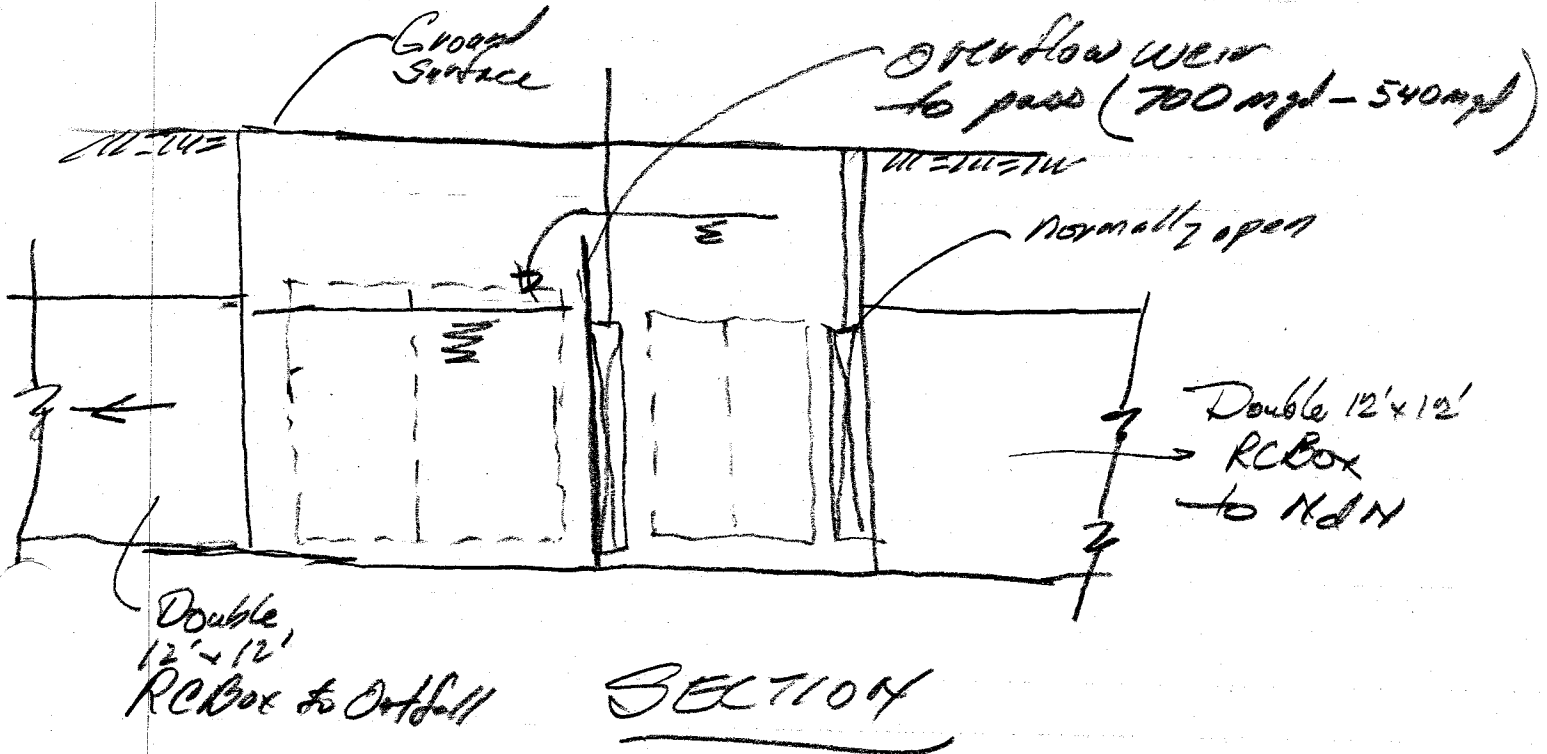 Ground
Surface
Overflow weir
to pass (700 mgd - 540 mgd)
normally open
Double 12'x12'
RCBox
to NdN
Double
12'x12'
RCBox to Outfall
SECTION